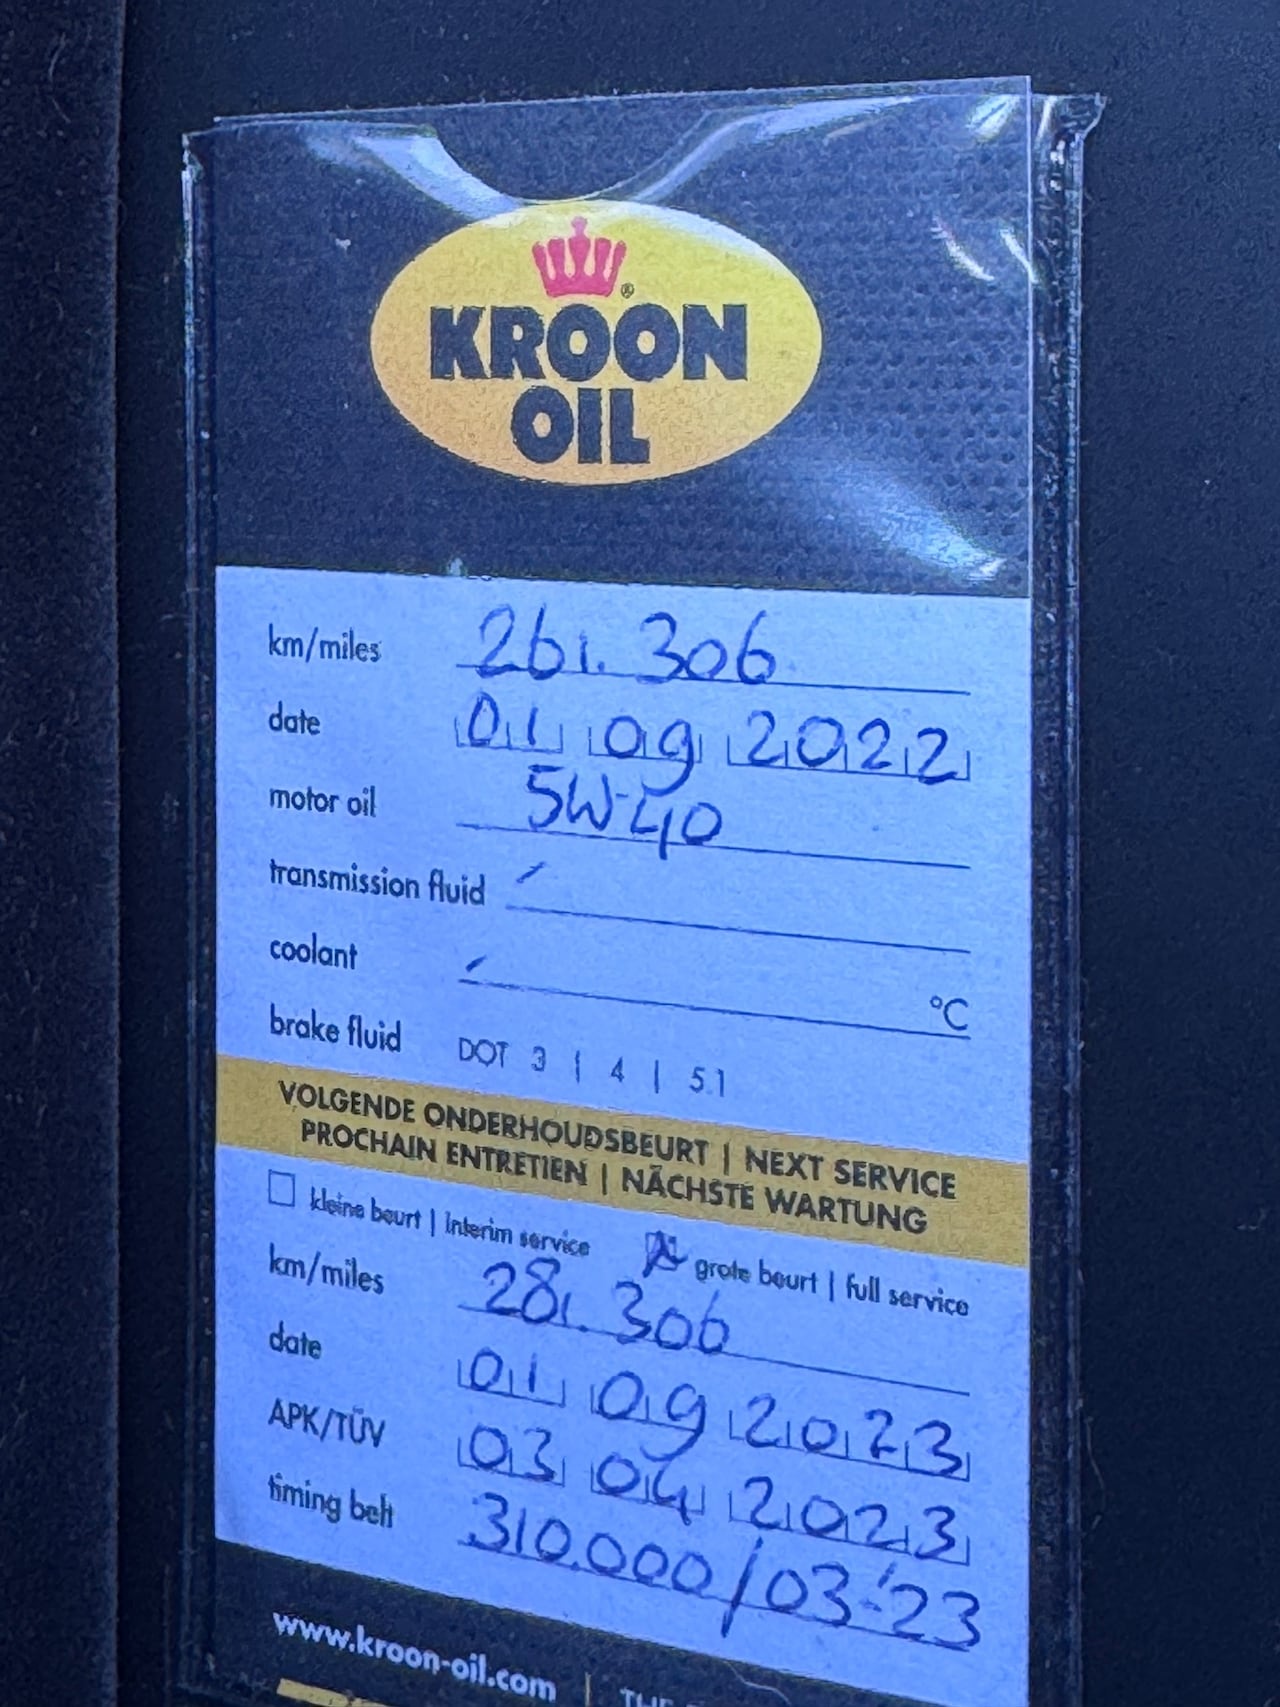 KROON
OIL
km/miles 261.306
date 01 09 2022
motor oil 5W-40
transmission fluid -
coolant - °C
brake fluid DOT 3 | 4 | 5.1
VOLGENDE ONDERHOUDSBEURT | NEXT SERVICE
PROCHAIN ENTRETIEN | NÄCHSTE WARTUNG
kleine beurt | interim service grote beurt | full service
km/miles 281.306
date 01 09 2023
APK/TÜV 03 04 2023
timing belt 310.000/03-'23
www.kroon-oil.com |